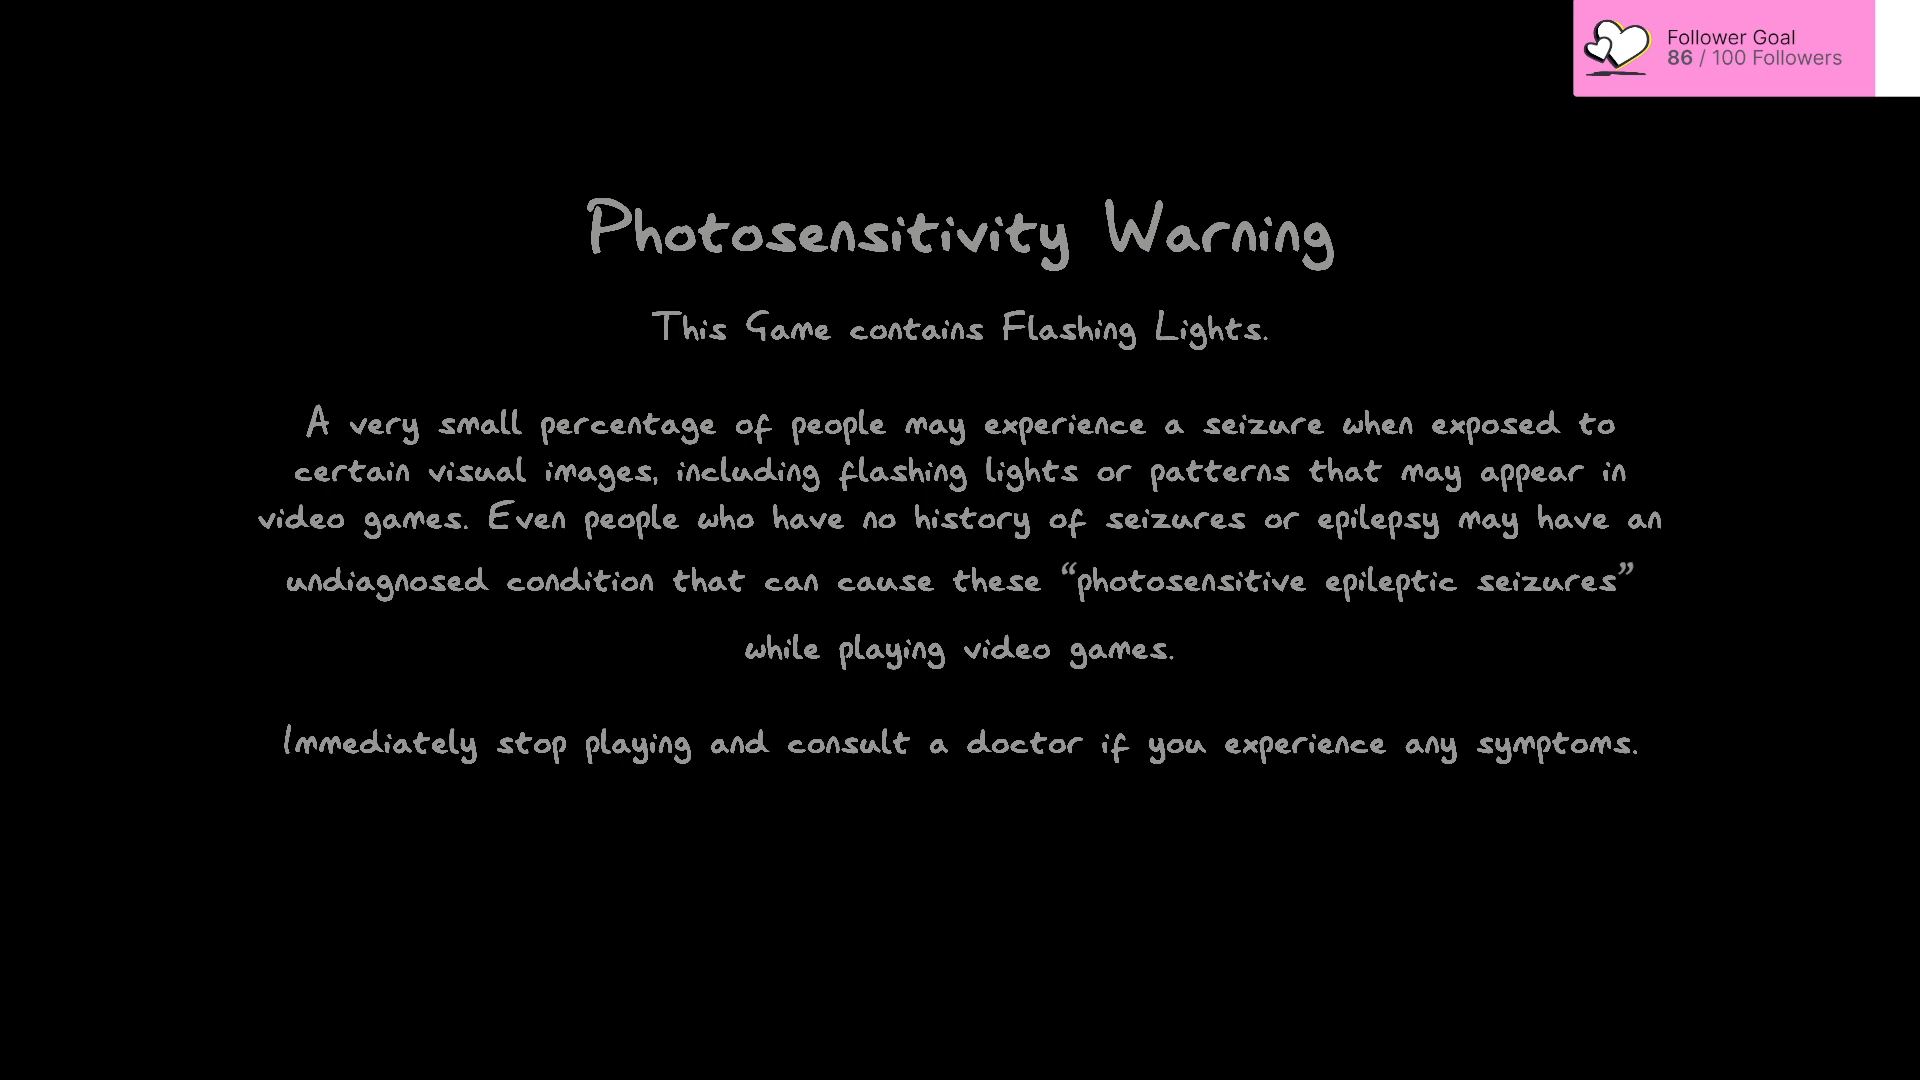 Follower Goal
86 / 100 Followers
Photosensitivity Warning
This Game contains Flashing Lights.
A very small percentage of people may experience a seizure when exposed to
certain visual images, including flashing lights or patterns that may appear in
video games. Even people who have no history of seizures or epilepsy may have an
undiagnosed condition that can cause these “photosensitive epileptic seizures”
while playing video games.
Immediately stop playing and consult a doctor if you experience any symptoms.